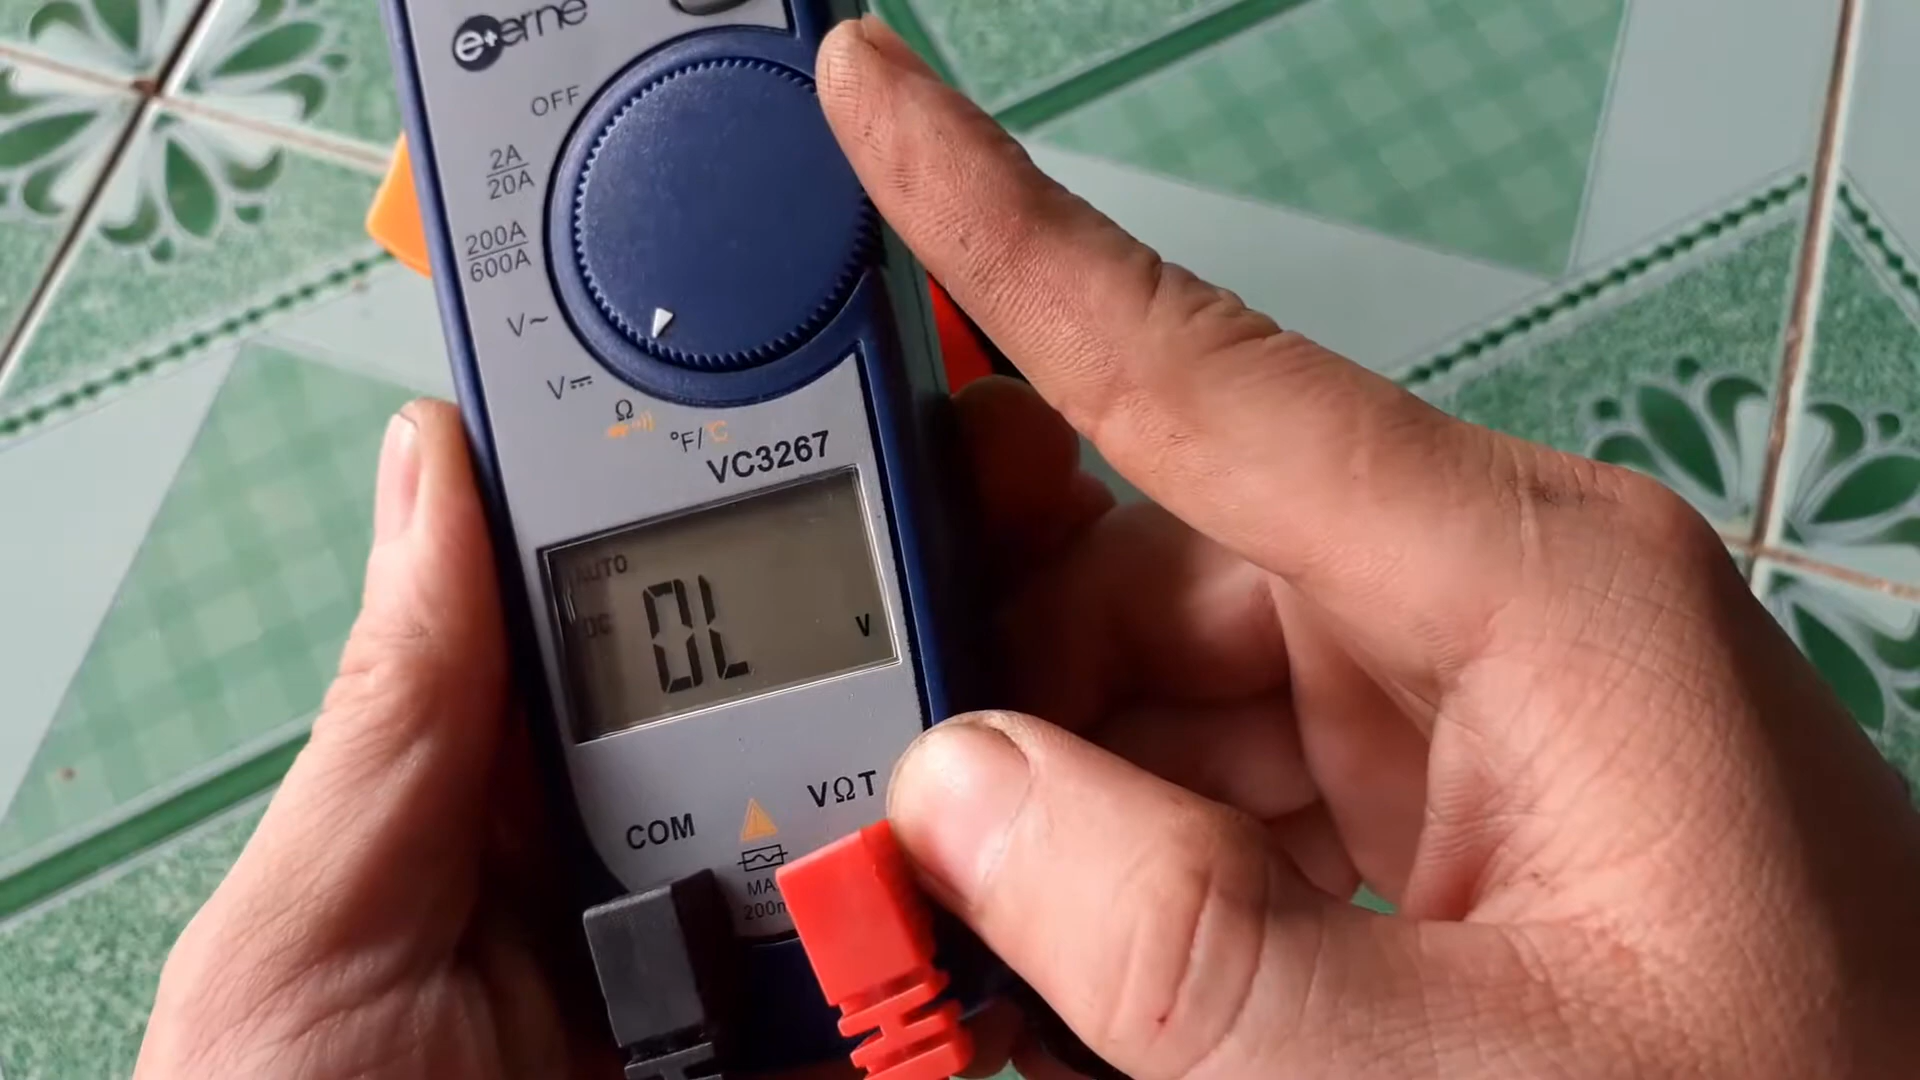 e+erne
OFF
2A
20A
200A
600A
V~
V⎓
Ω
°F/°C
VC3267
AUTO
DC
OL
V
VΩT
COM